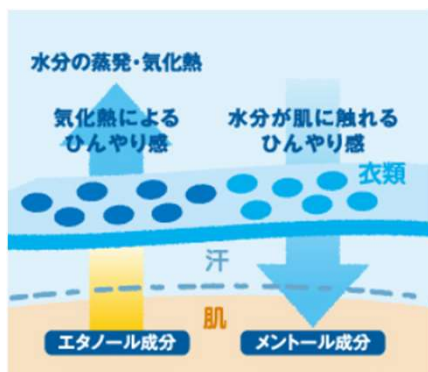 水分の蒸発・気化熱
気化熱による
ひんやり感
水分が肌に触れる
ひんやり感
衣類
汗
肌
エタノール成分
メントール成分